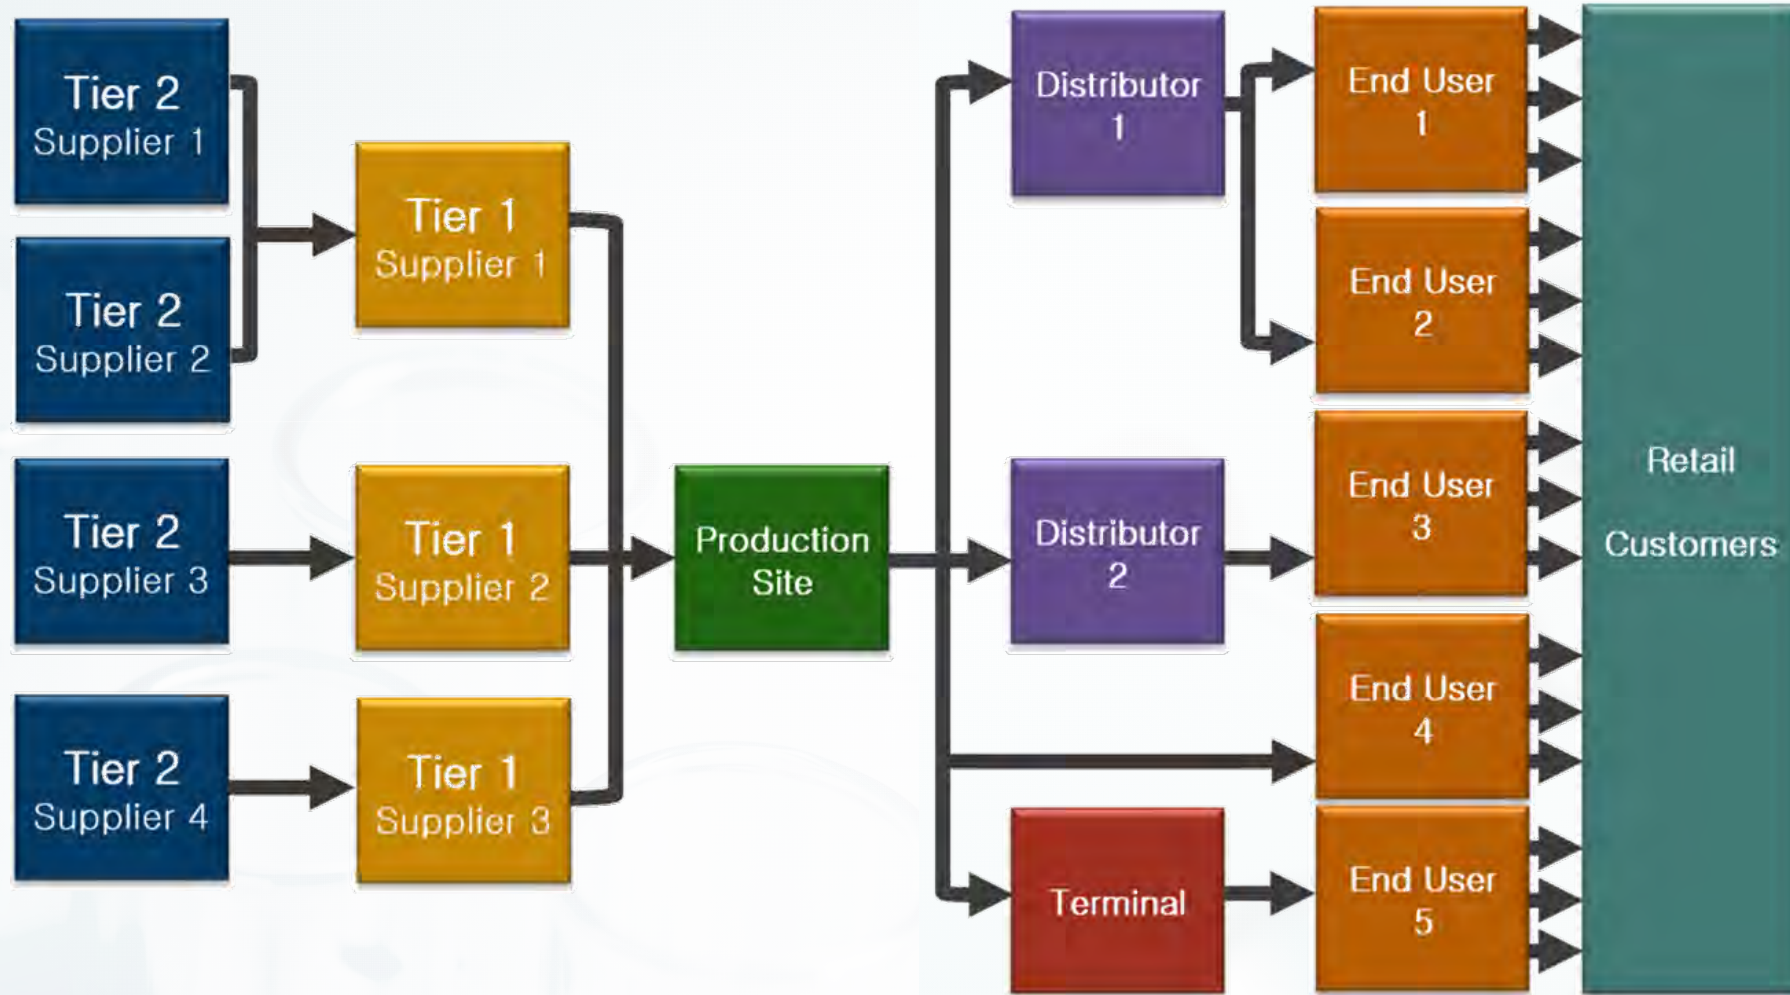 Tier 2
Supplier 1
Tier 2
Supplier 2
Tier 2
Supplier 3
Tier 2
Supplier 4
Tier 1
Supplier 1
Tier 1
Supplier 2
Tier 1
Supplier 3
Production
Site
Distributor
1
Distributor
2
Terminal
End User
1
End User
2
End User
3
End User
4
End User
5
Retail
Customers